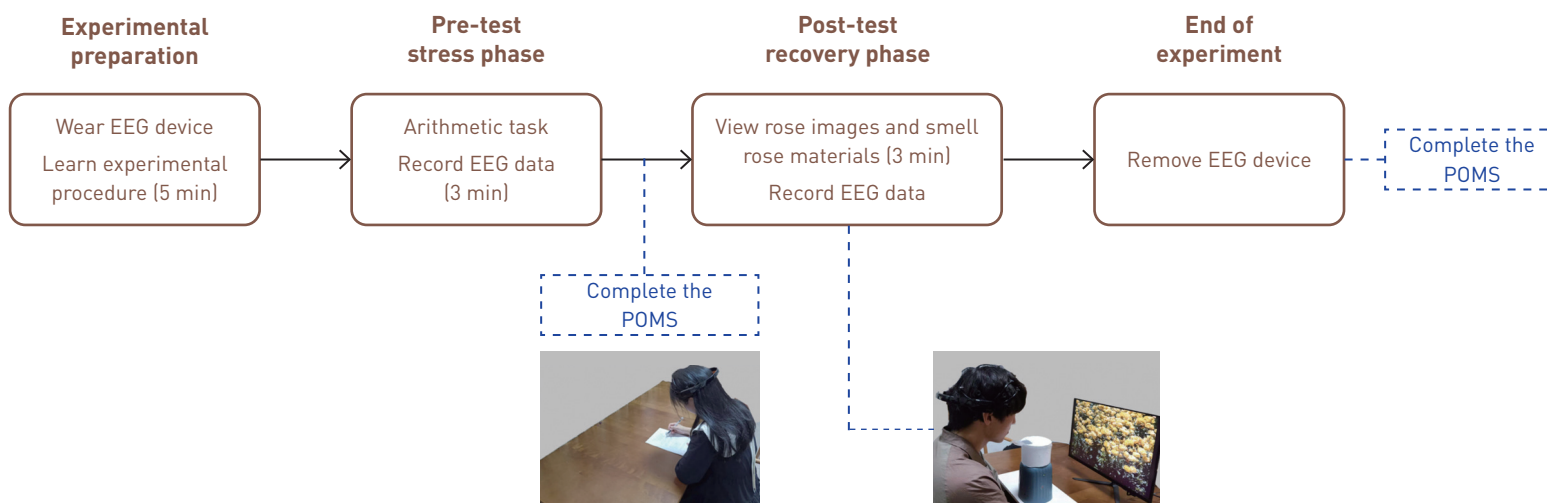 Experimental
preparation
Pre-test
stress phase
Post-test
recovery phase
End of
experiment
Wear EEG device
Learn experimental
procedure (5 min)
Arithmetic task
Record EEG data
(3 min)
View rose images and smell
rose materials (3 min)
Record EEG data
Remove EEG device
Complete the
POMS
Complete the
POMS